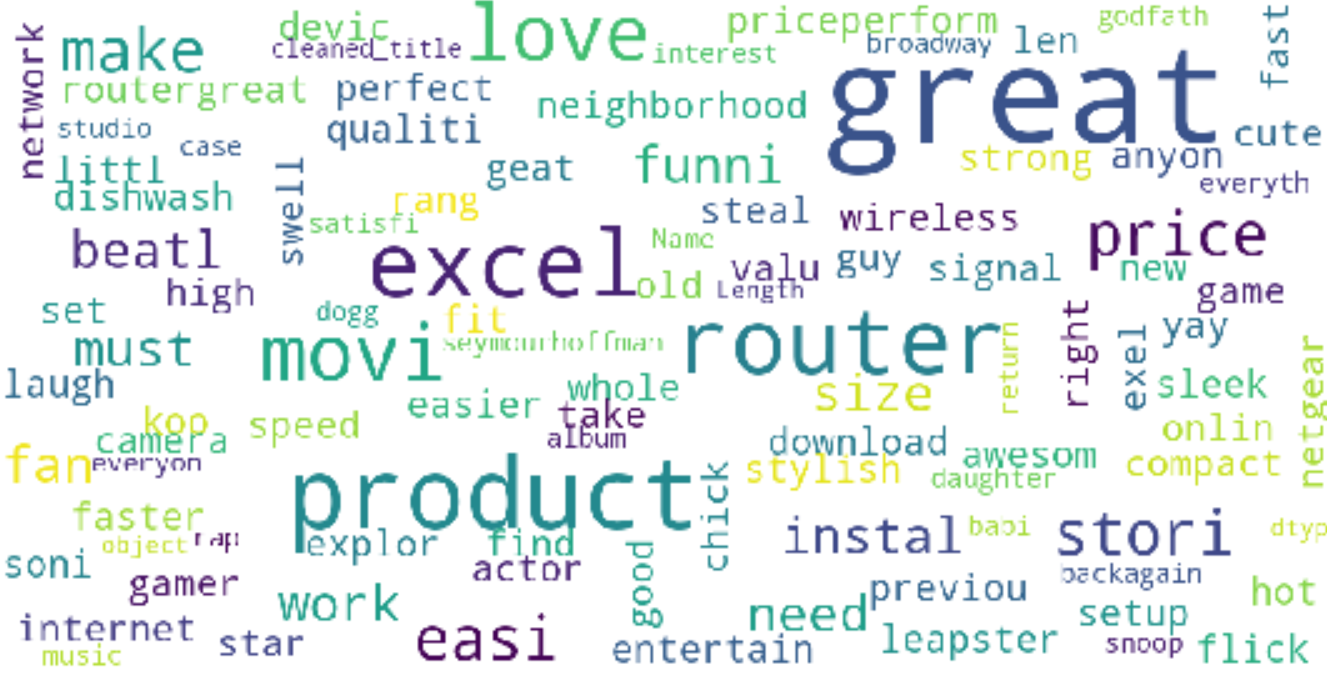 network
make
devic
cleaned_title
love
interest
priceperform
broadway
len
godfath
fast
routergreat
perfect
neighborhood
great
studio
case
qualiti
cute
littl
swell
geat
funni
strong
anyon
everyth
dishwash
rang
satisfi
steal
wireless
price
beatl
excel
Name
valu
guy
signal
new
high
old
Length
game
set
dogg
fit
router
right
exel
yay
must
movi
seymourhoffman
return
netgear
laugh
whole
size
sleek
kop
easier
take
camera
speed
album
download
onlin
fan
everyon
stylish
awesom
compact
product
chick
daughter
faster
object
rap
explor
find
instal
babi
stori
dtyp
soni
gamer
actor
good
previou
backagain
hot
work
need
setup
internet
star
easi
entertain
leapster
snoop
flick
music